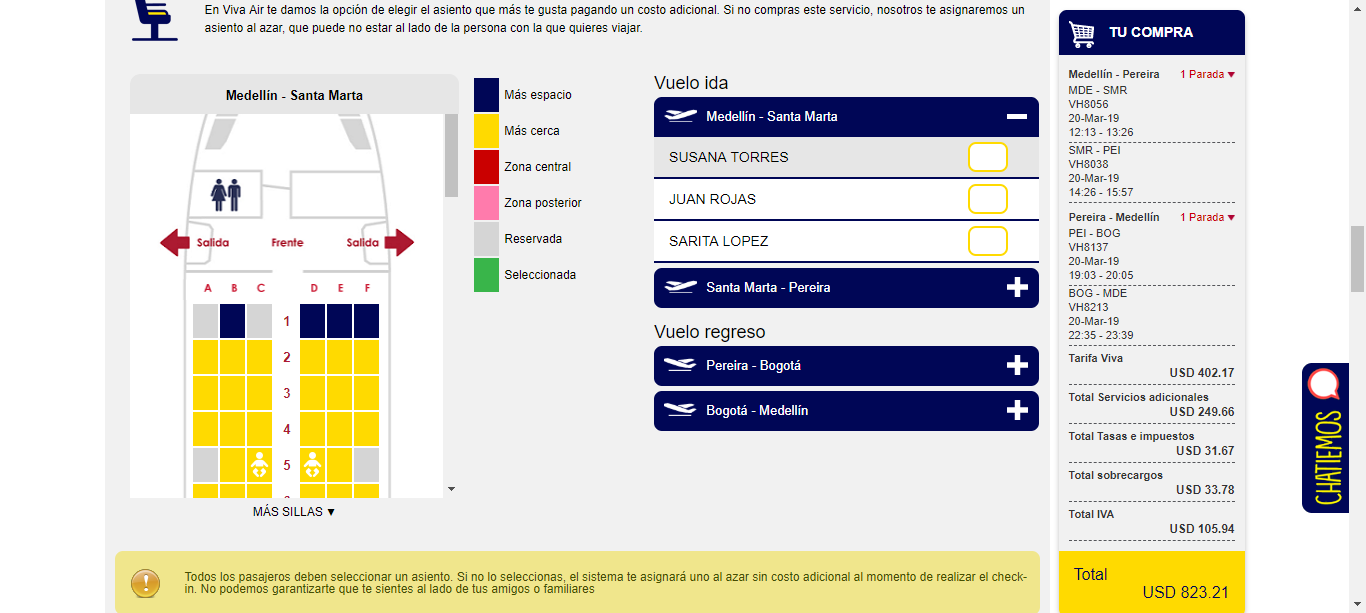 En Viva Air te damos la opción de elegir el asiento que más te gusta pagando un costo adicional. Si no compras este servicio, nosotros te asignaremos un
asiento al azar, que puede no estar al lado de la persona con la que quieres viajar.
Medellín - Santa Marta
Salida
Frente
Salida
A B C D E F
1
2
3
4
5
MÁS SILLAS ▼
Más espacio
Más cerca
Zona central
Zona posterior
Reservada
Seleccionada
Vuelo ida
Medellín - Santa Marta
SUSANA TORRES
JUAN ROJAS
SARITA LOPEZ
Santa Marta - Pereira
Vuelo regreso
Pereira - Bogotá
Bogotá - Medellín
Todos los pasajeros deben seleccionar un asiento. Si no lo seleccionas, el sistema te asignará uno al azar sin costo adicional al momento de realizar el check-
in. No podemos garantizarte que te sientes al lado de tus amigos o familiares
TU COMPRA
Medellín - Pereira 1 Parada ▼
MDE - SMR
VH8056
20-Mar-19
12:13 - 13:26
SMR - PEI
VH8038
20-Mar-19
14:26 - 15:57
Pereira - Medellín 1 Parada ▼
PEI - BOG
VH8137
20-Mar-19
19:03 - 20:05
BOG - MDE
VH8213
20-Mar-19
22:35 - 23:39
Tarifa Viva
USD 402.17
Total Servicios adicionales
USD 249.66
Total Tasas e impuestos
USD 31.67
Total sobrecargos
USD 33.78
Total IVA
USD 105.94
Total
USD 823.21
CHATIEMOS